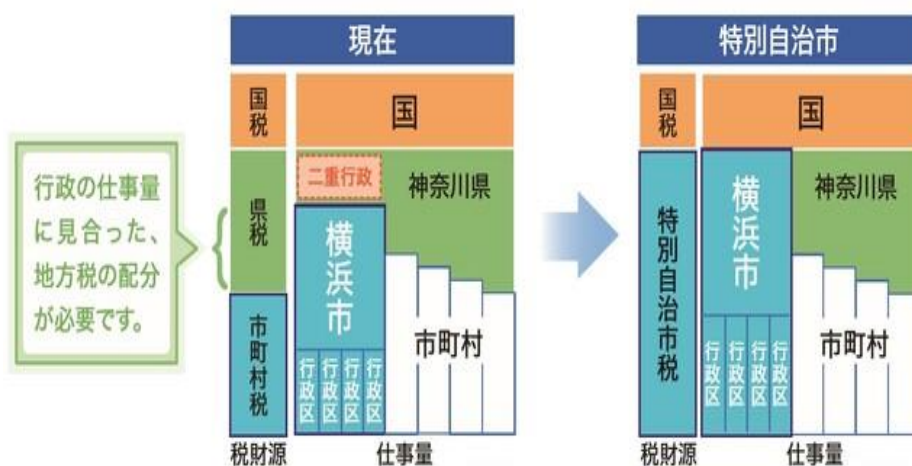 現在
国税
国
行政の仕事量
に見合った、
地方税の配分
が必要です。
県税
二重行政
神奈川県
横浜市
市町村税
行政区
行政区
行政区
行政区
市町村
税財源
仕事量
特別自治市
国税
国
特別自治市税
横浜市
神奈川県
行政区
行政区
行政区
行政区
市町村
税財源
仕事量